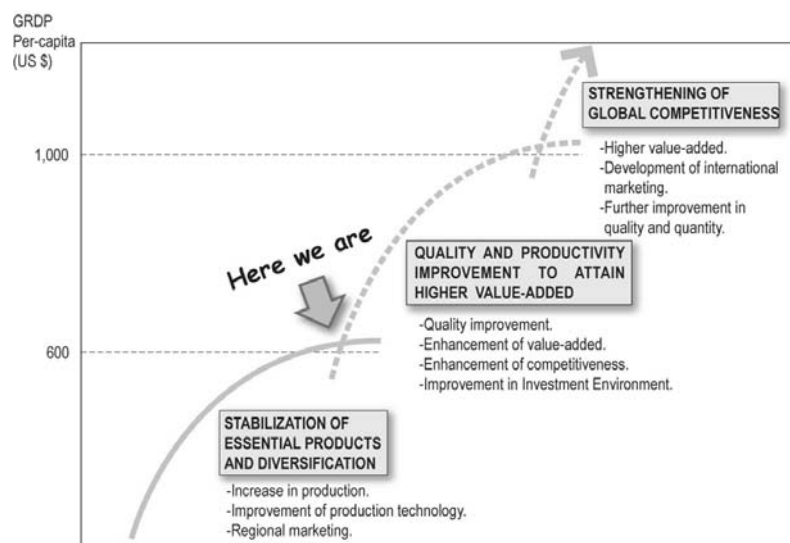 GRDP
Per-capita
(US $)
STRENGTHENING OF
GLOBAL COMPETITIVENESS
-Higher value-added.
-Development of international
marketing.
-Further improvement in
quality and quantity.
1,000
Here we are
QUALITY AND PRODUCTIVITY
IMPROVEMENT TO ATTAIN
HIGHER VALUE-ADDED
-Quality improvement.
-Enhancement of value-added.
-Enhancement of competitiveness.
-Improvement in Investment Environment.
600
STABILIZATION OF
ESSENTIAL PRODUCTS
AND DIVERSIFICATION
-Increase in production.
-Improvement of production technology.
-Regional marketing.